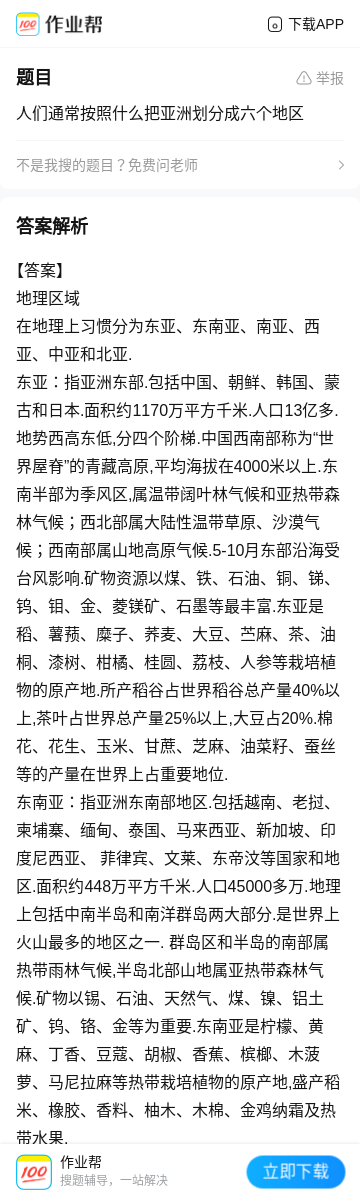 作业帮
下载APP
题目
举报
人们通常按照什么把亚洲划分成六个地区
不是我搜的题目？免费问老师
答案解析
【答案】
地理区域
在地理上习惯分为东亚、东南亚、南亚、西
亚、中亚和北亚.
东亚：指亚洲东部.包括中国、朝鲜、韩国、蒙
古和日本.面积约1170万平方千米.人口13亿多.
地势西高东低,分四个阶梯.中国西南部称为“世
界屋脊”的青藏高原,平均海拔在4000米以上.东
南半部为季风区,属温带阔叶林气候和亚热带森
林气候；西北部属大陆性温带草原、沙漠气
候；西南部属山地高原气候.5-10月东部沿海受
台风影响.矿物资源以煤、铁、石油、铜、锑、
钨、钼、金、菱镁矿、石墨等最丰富.东亚是
稻、薯蓣、糜子、荞麦、大豆、苎麻、茶、油
桐、漆树、柑橘、桂圆、荔枝、人参等栽培植
物的原产地.所产稻谷占世界稻谷总产量40%以
上,茶叶占世界总产量25%以上,大豆占20%.棉
花、花生、玉米、甘蔗、芝麻、油菜籽、蚕丝
等的产量在世界上占重要地位.
东南亚：指亚洲东南部地区.包括越南、老挝、
柬埔寨、缅甸、泰国、马来西亚、新加坡、印
度尼西亚、 菲律宾、文莱、东帝汶等国家和地
区.面积约448万平方千米.人口45000多万.地理
上包括中南半岛和南洋群岛两大部分.是世界上
火山最多的地区之一. 群岛区和半岛的南部属
热带雨林气候,半岛北部山地属亚热带森林气
候.矿物以锡、石油、天然气、煤、镍、铝土
矿、钨、铬、金等为重要.东南亚是柠檬、黄
麻、丁香、豆蔻、胡椒、香蕉、槟榔、木菠
萝、马尼拉麻等热带栽培植物的原产地,盛产稻
米、橡胶、香料、柚木、木棉、金鸡纳霜及热
带水果.
作业帮
搜题辅导，一站解决
立即下载